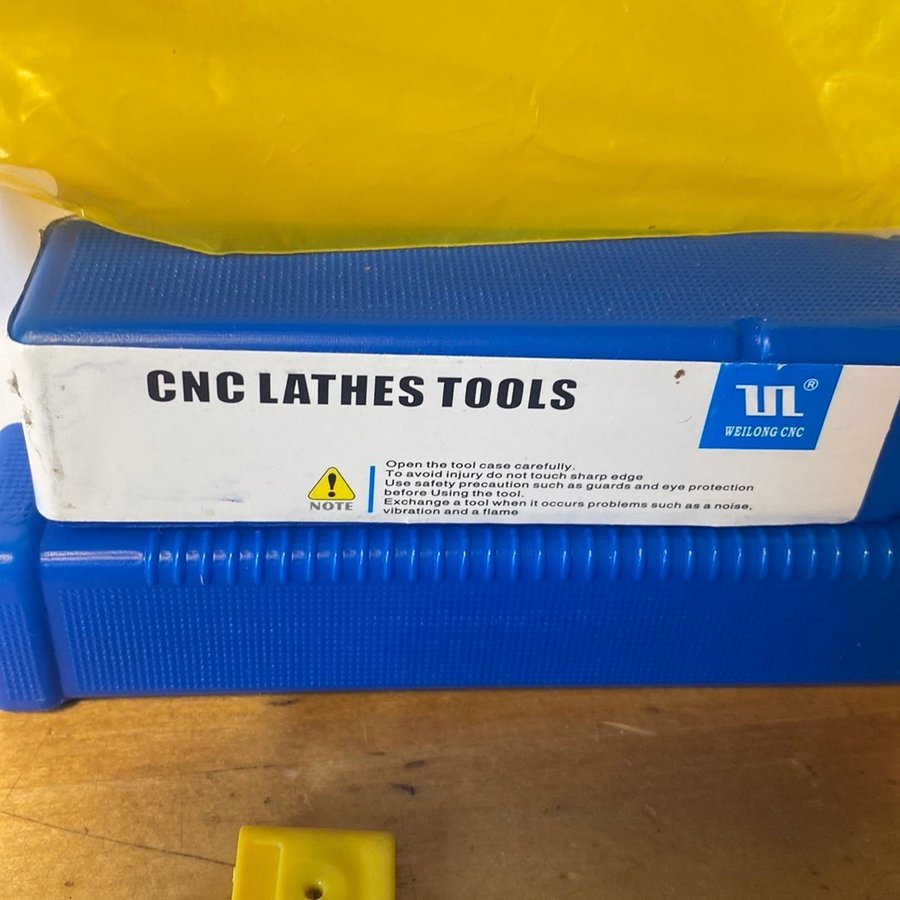 CNC LATHES TOOLS
®
WEILONG CNC
NOTE
Open the tool case carefully.
To avoid injury do not touch sharp edge
Use safety precaution such as guards and eye protection
before Using the tool.
Exchange a tool when it occurs problems such as a noise,
vibration and a flame